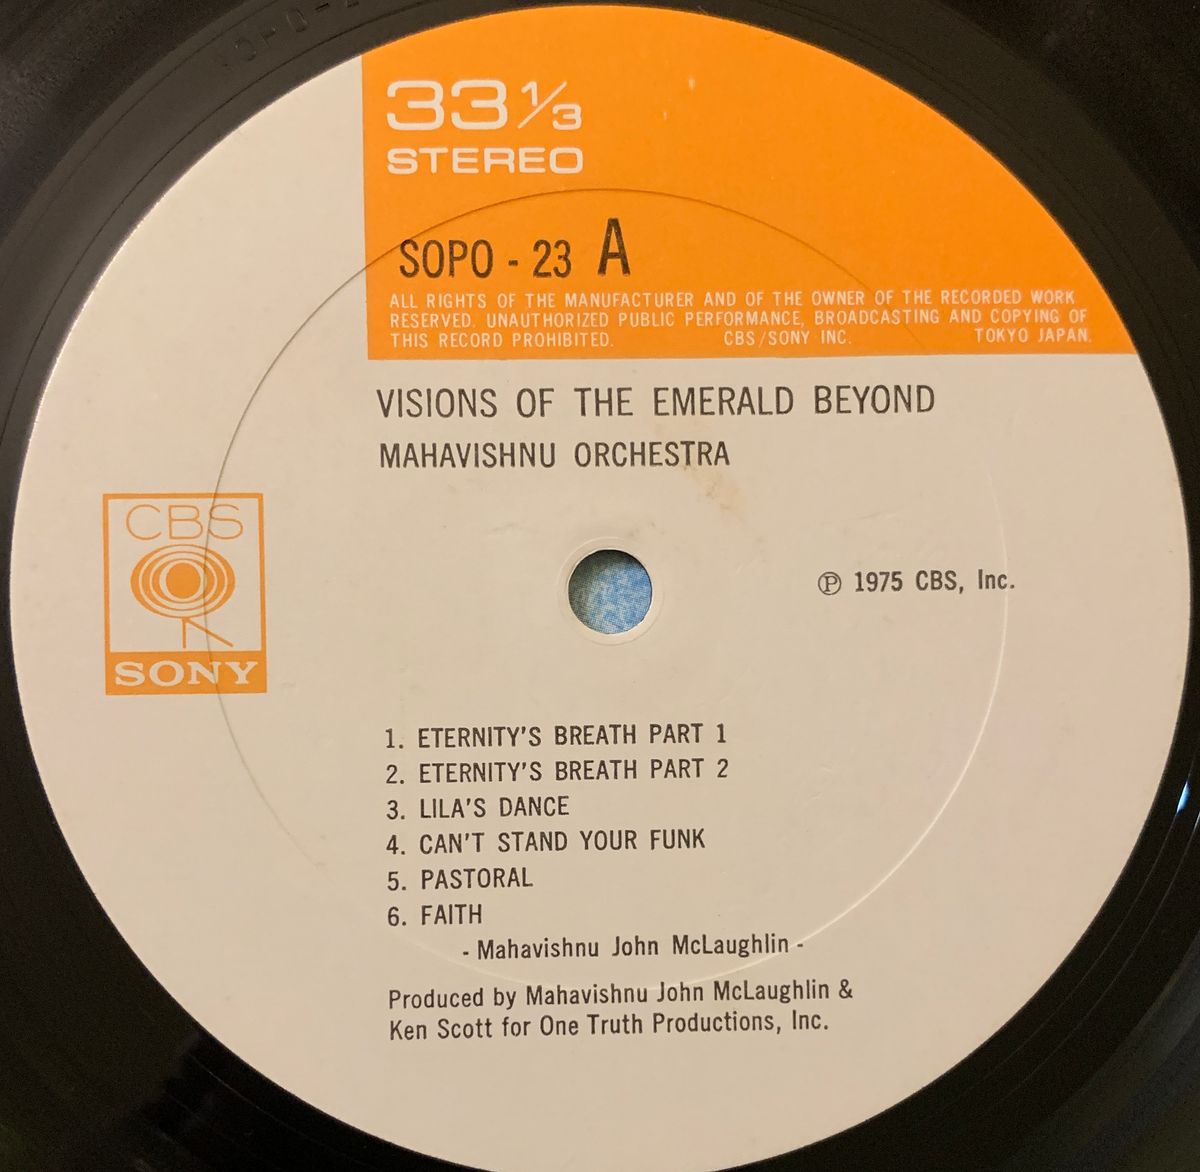 33 1/3
STEREO
SOPO - 23 A
ALL RIGHTS OF THE MANUFACTURER AND OF THE OWNER OF THE RECORDED WORK
RESERVED. UNAUTHORIZED PUBLIC PERFORMANCE, BROADCASTING AND COPYING OF
THIS RECORD PROHIBITED. CBS/SONY INC. TOKYO JAPAN.
VISIONS OF THE EMERALD BEYOND
MAHAVISHNU ORCHESTRA
CBS
SONY
℗ 1975 CBS, Inc.
1. ETERNITY'S BREATH PART 1
2. ETERNITY'S BREATH PART 2
3. LILA'S DANCE
4. CAN'T STAND YOUR FUNK
5. PASTORAL
6. FAITH
- Mahavishnu John McLaughlin -
Produced by Mahavishnu John McLaughlin &
Ken Scott for One Truth Productions, Inc.